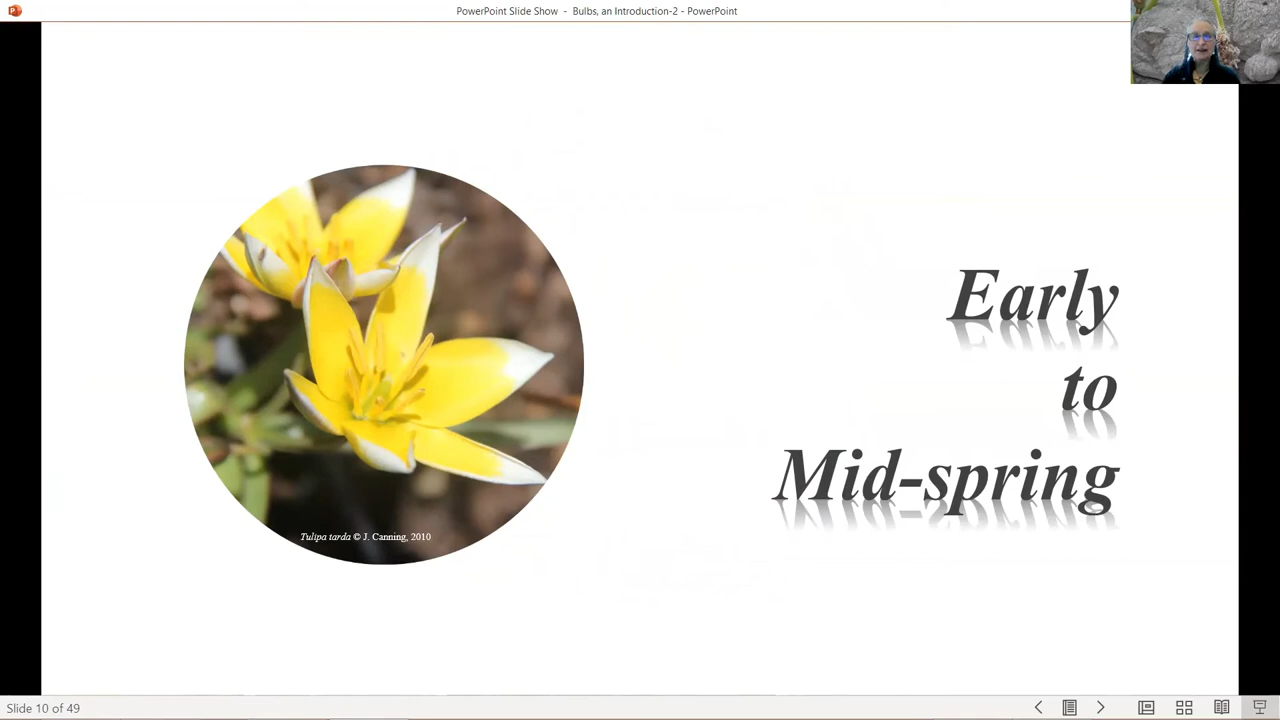 PowerPoint Slide Show - Bulbs, an Introduction-2 - PowerPoint
Early
to
Mid-spring
Tulipa tarda © J. Canning, 2010
Slide 10 of 49